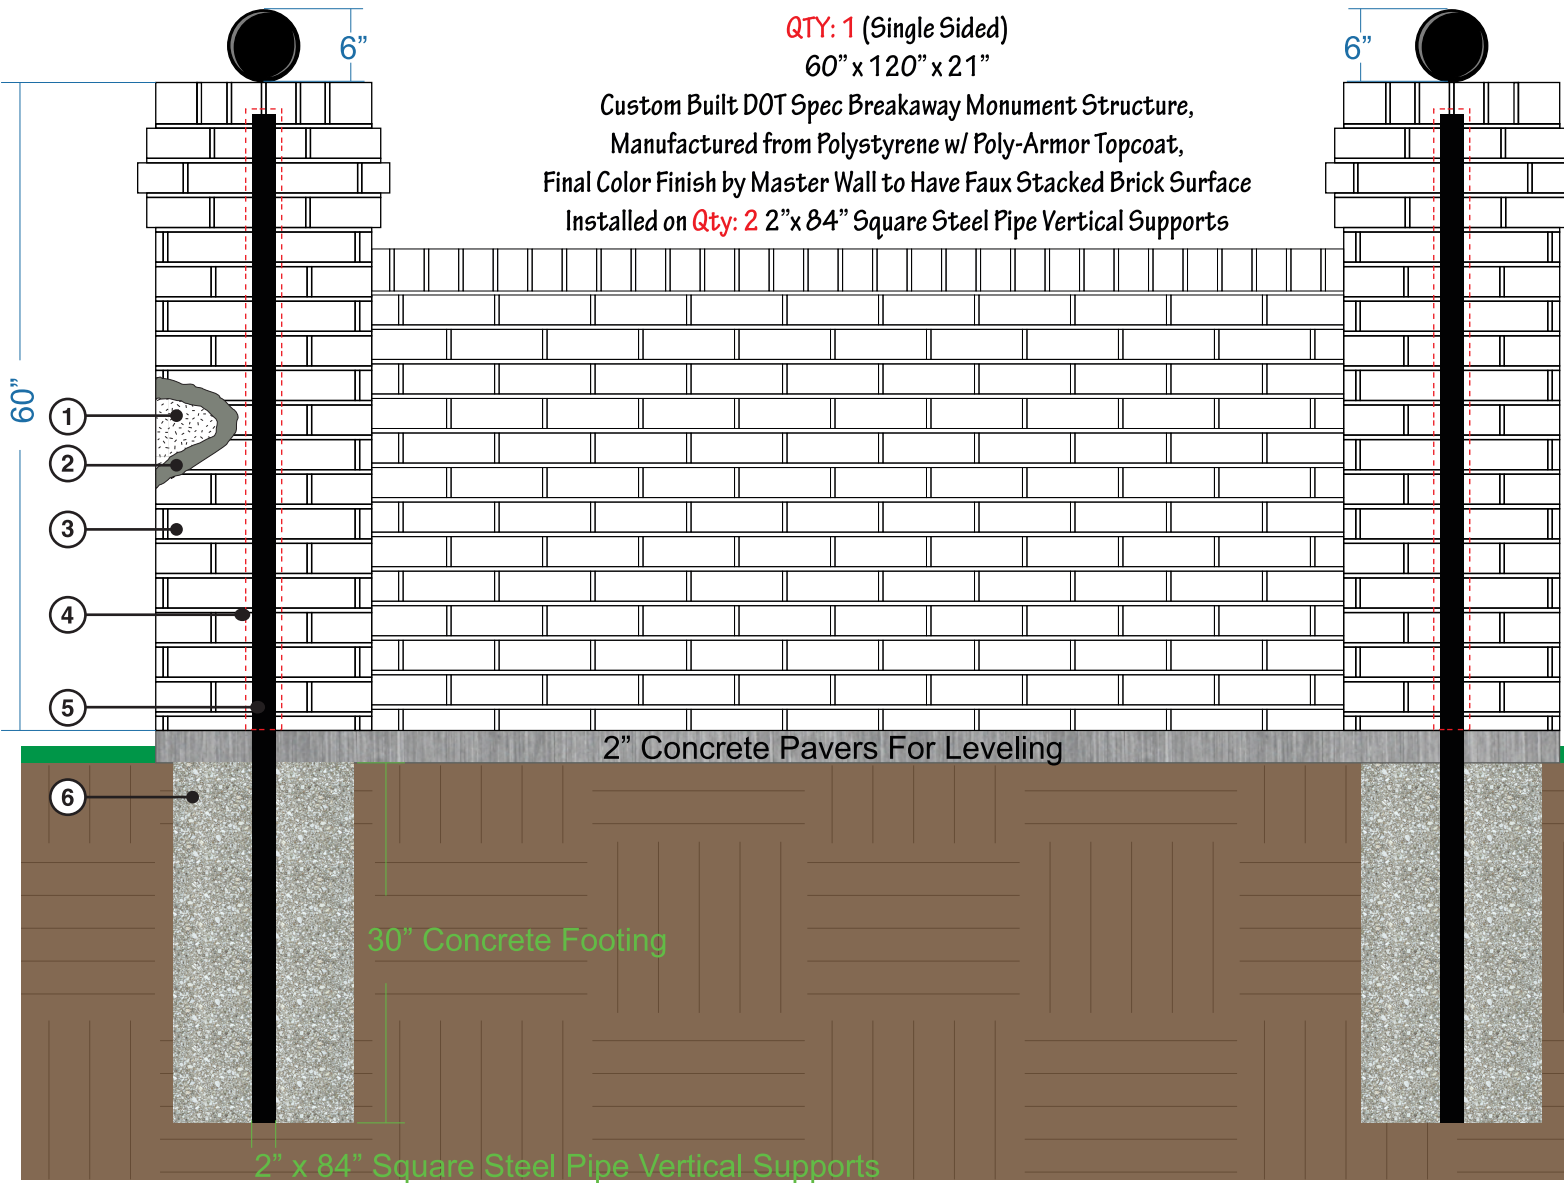 QTY: 1 (Single Sided)
60” x 120” x 21”
Custom Built DOT Spec Breakaway Monument Structure,
Manufactured from Polystyrene w/ Poly-Armor Topcoat,
Final Color Finish by Master Wall to Have Faux Stacked Brick Surface
Installed on Qty: 2 2”x 84” Square Steel Pipe Vertical Supports
6”
6”
60”
1
2
3
4
5
2” Concrete Pavers For Leveling
6
30” Concrete Footing
2” x 84” Square Steel Pipe Vertical Supports